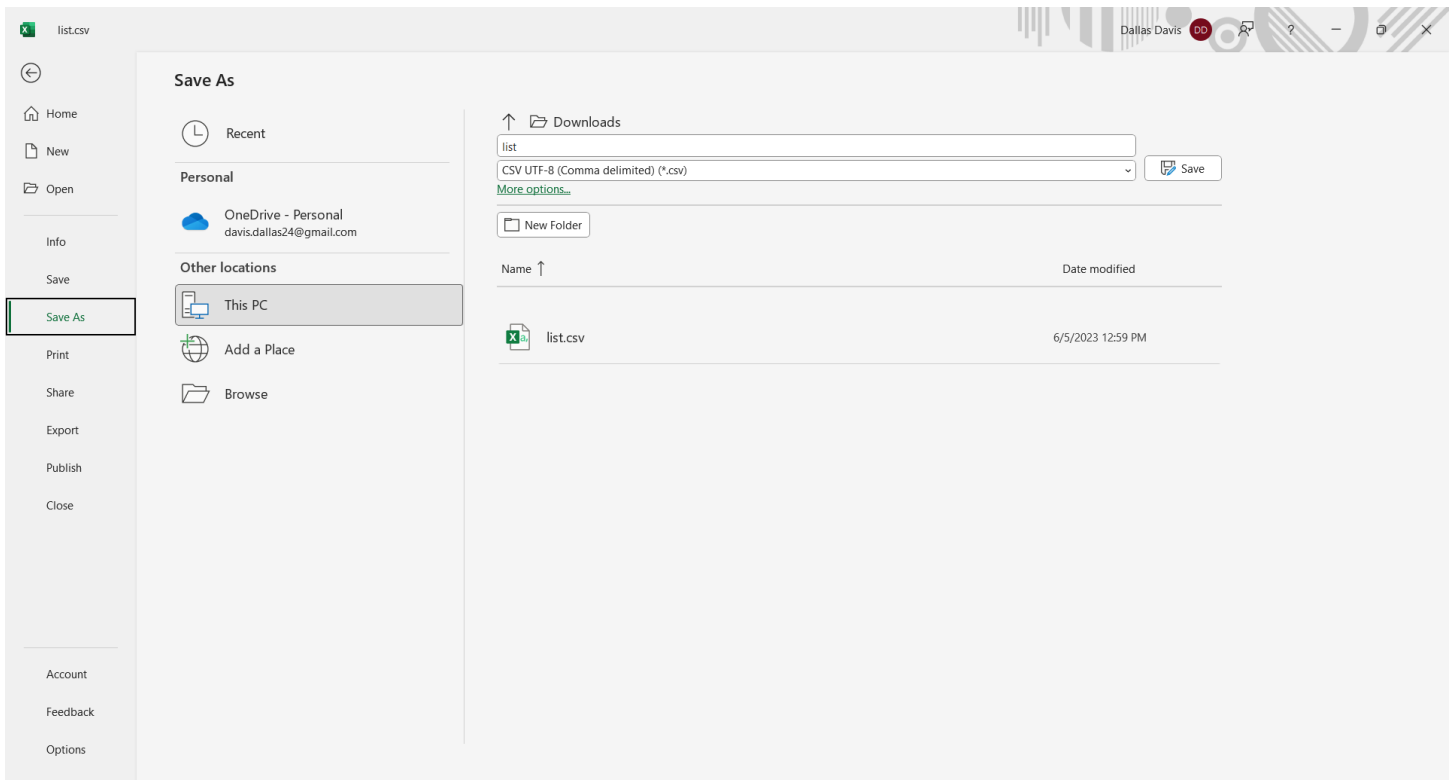 list.csv
Dallas Davis DD ?
Save As
Home
New
Open
Info
Save
Save As
Print
Share
Export
Publish
Close
Account
Feedback
Options
Recent
Personal
OneDrive - Personal
davis.dallas24@gmail.com
Other locations
This PC
Add a Place
Browse
Downloads
list
CSV UTF-8 (Comma delimited) (*.csv)
Save
More options...
New Folder
Name Date modified
list.csv 6/5/2023 12:59 PM